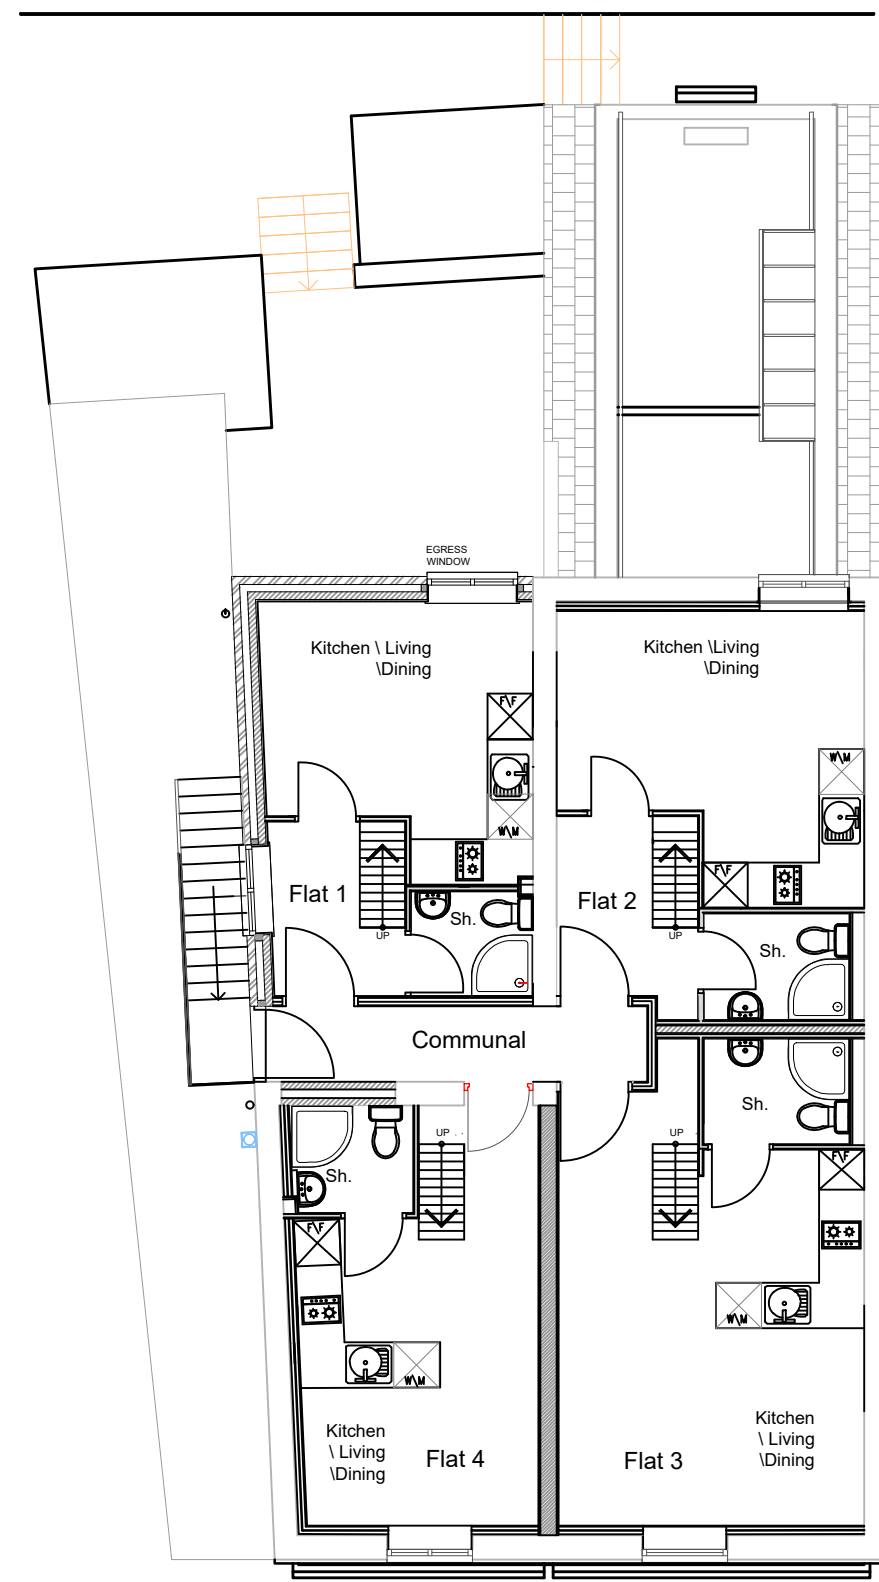 EGRESS
WINDOW
Kitchen \ Living
\Dining
Kitchen \Living
\Dining
F\F
W\M
W\M
F\F
Flat 1
Sh.
UP
Flat 2
Sh.
UP
Communal
Sh.
UP
UP
Sh.
F\F
F\F
W\M
W\M
Kitchen
\ Living
\Dining
Flat 4
Flat 3
Kitchen
\ Living
\Dining